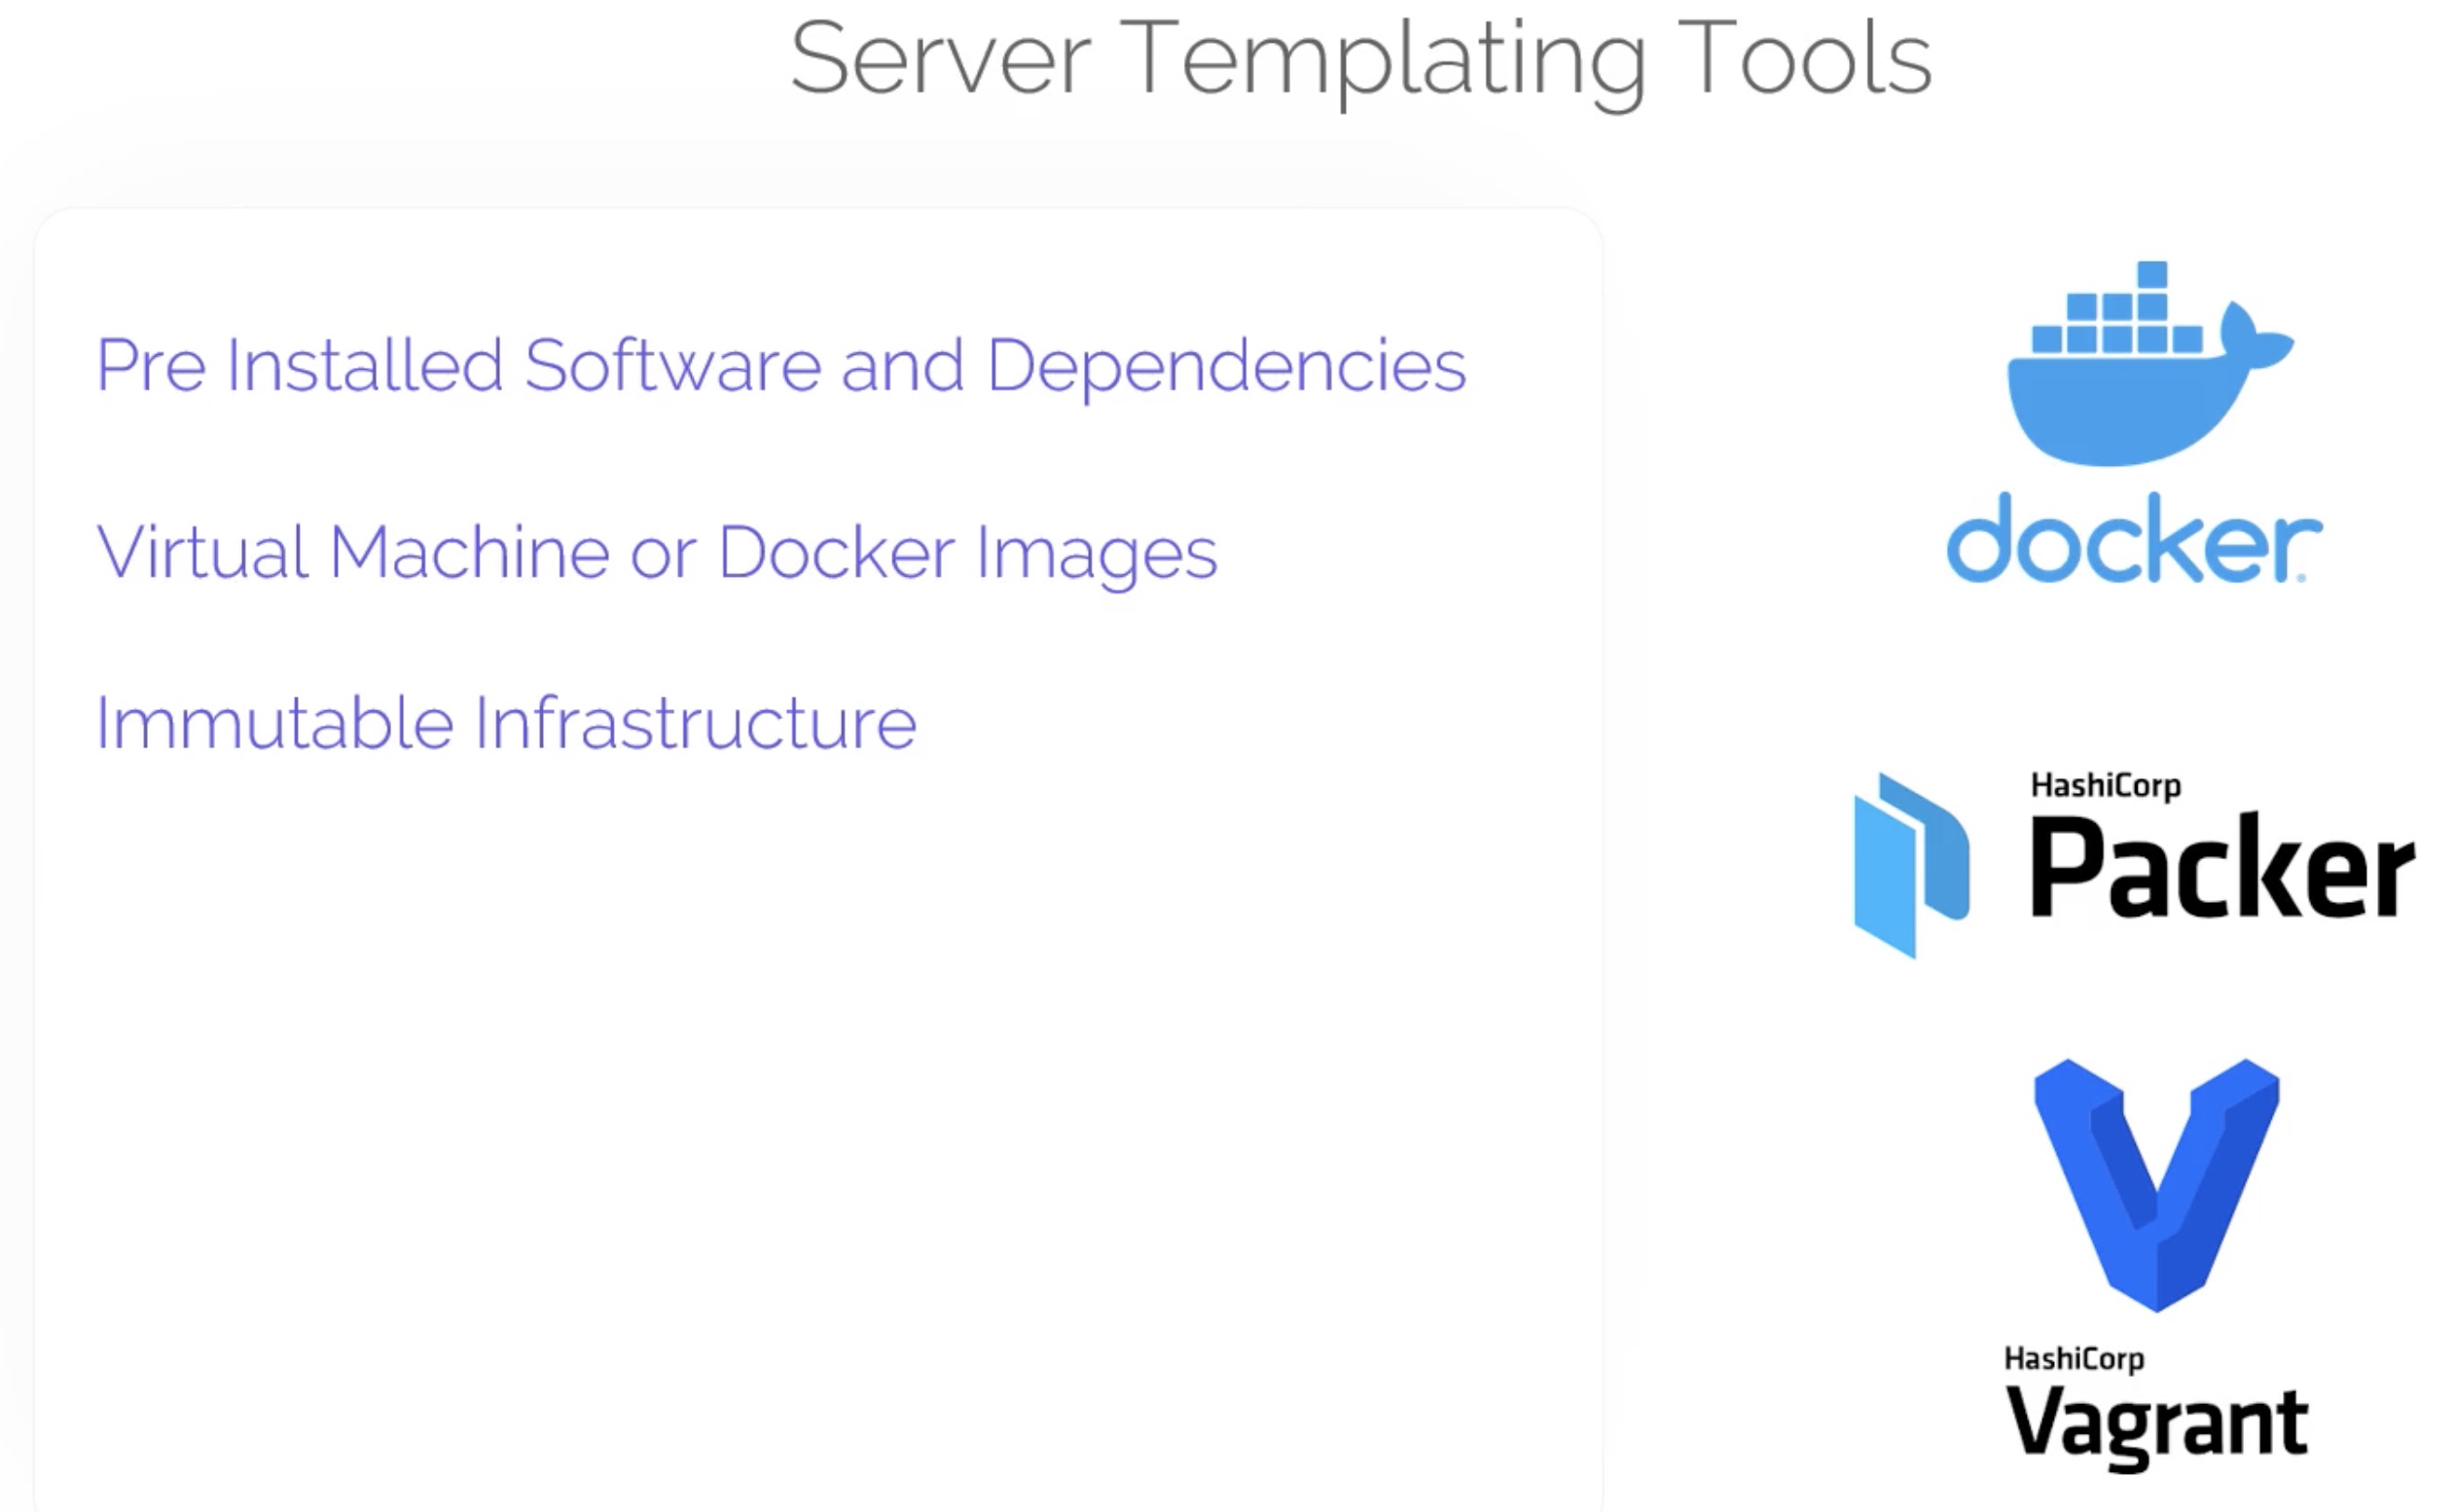 Server Templating Tools
Pre Installed Software and Dependencies
Virtual Machine or Docker Images
Immutable Infrastructure
docker
HashiCorp
Packer
HashiCorp
Vagrant